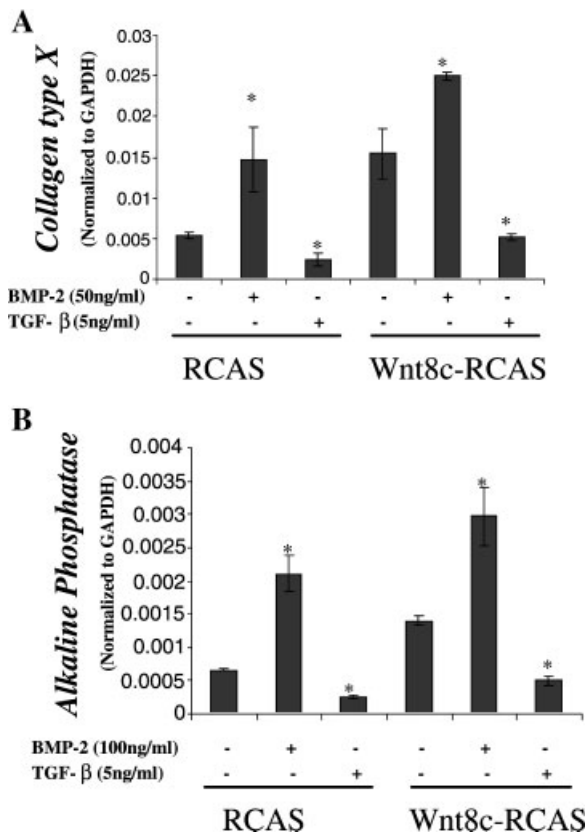 A
Collagen type X
(Normalized to GAPDH)
0.03
0.025
0.02
0.015
0.01
0.005
0
*
*
*
*
BMP-2 (50ng/ml) - + - - + -
TGF- β (5ng/ml) - - + - - +
RCAS Wnt8c-RCAS
B
Alkaline Phosphatase
(Normalized to GAPDH)
0.004
0.0035
0.003
0.0025
0.002
0.0015
0.001
0.0005
0
*
*
*
*
BMP-2 (100ng/ml) - + - - + -
TGF- β (5ng/ml) - - + - - +
RCAS Wnt8c-RCAS